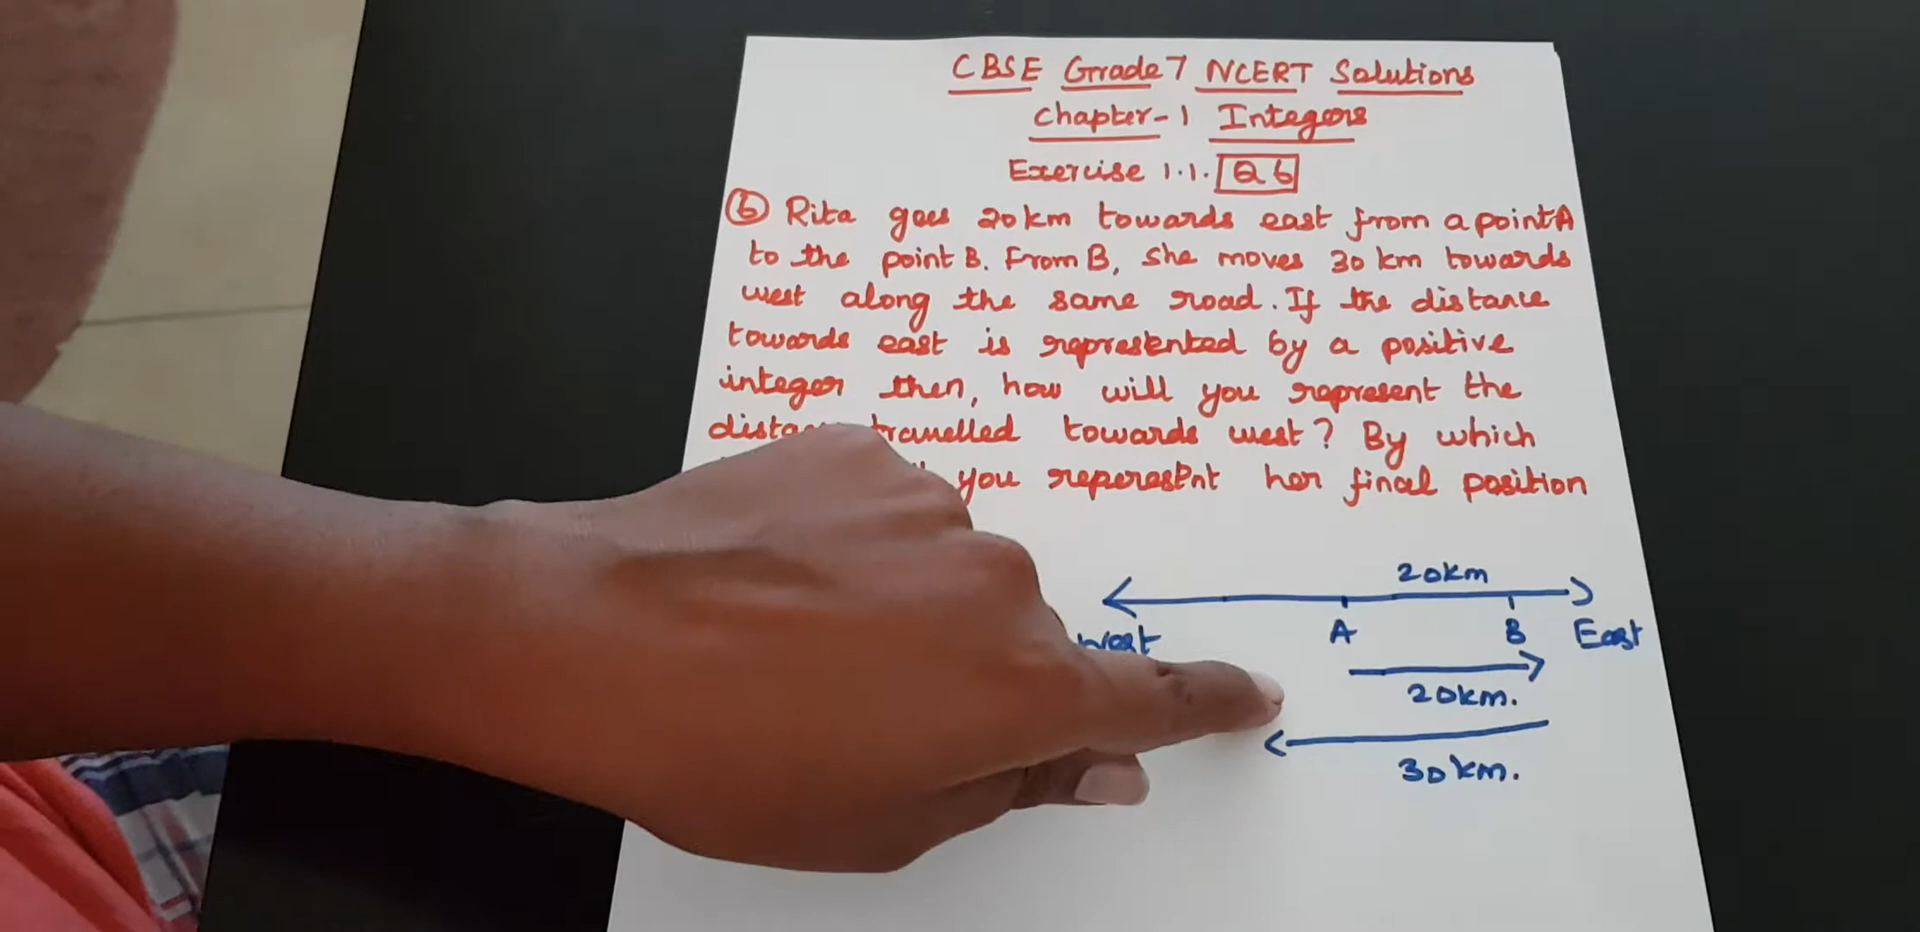 CBSE Grade 7 NCERT Solutions
Chapter-1 Integers
Exercise 1.1. Q6
6 Rita goes 20km towards east from a point A
to the point B. From B, she moves 30 km towards
west along the same road. If the distance
towards east is represented by a positive
integer then, how will you represent the
travelled towards west? By which
you represent her final position
20km
A B East
West
20km.
30km.